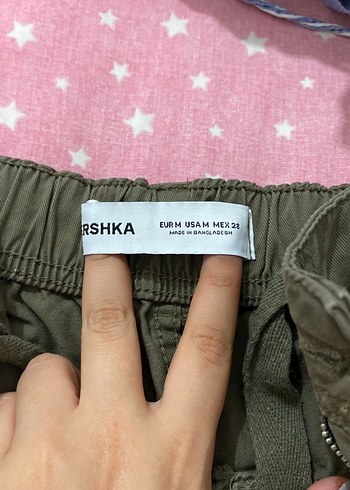 ERSHKA
EUR M USA M MEX 28
MADE IN BANGLADESH